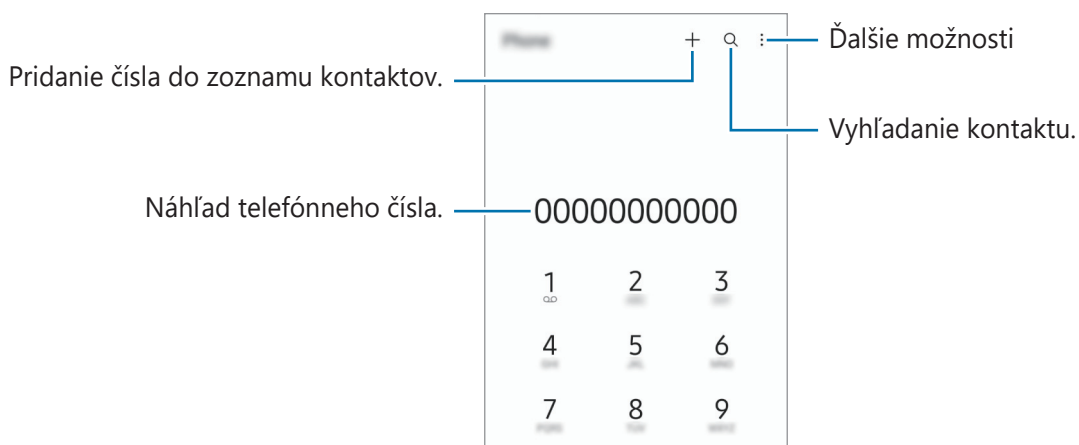 Ďalšie možnosti
Pridanie čísla do zoznamu kontaktov.
Vyhľadanie kontaktu.
Náhľad telefónneho čísla.
00000000000
1 2 3
4 5 6
7 8 9